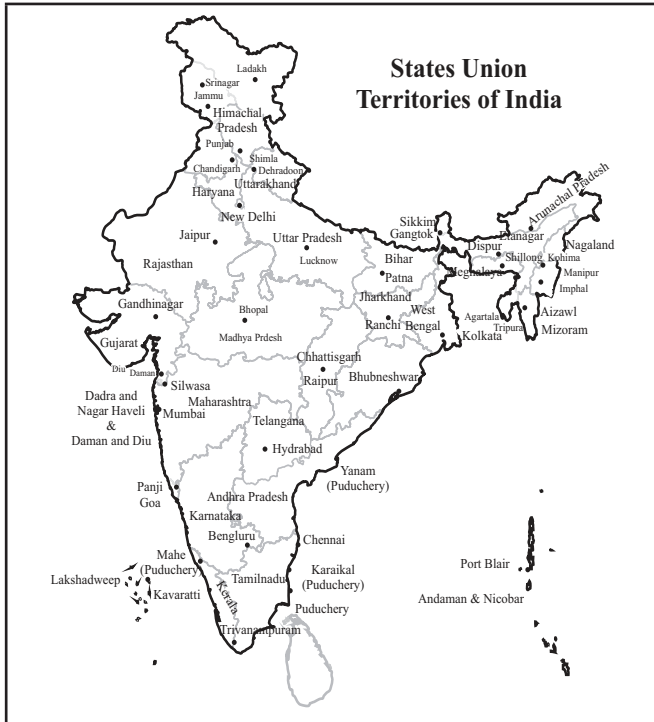 States Union
Territories of India
Ladakh
Srinagar
Jammu
Himachal
Pradesh
Punjab
Shimla
Chandigarh
Dehradoon
Uttarakhand
Haryana
New Delhi
Jaipur
Rajasthan
Uttar Pradesh
Lucknow
Sikkim
Gangtok
Arunachal Pradesh
Itanagar
Dispur
Nagaland
Shillong
Kohima
Meghalaya
Manipur
Imphal
Bihar
Patna
Jharkhand
Ranchi
West
Bengal
Kolkata
Agartala
Tripura
Aizawl
Mizoram
Gandhinagar
Gujarat
Bhopal
Madhya Prdesh
Diu
Daman
Silwasa
Dadra and
Nagar Haveli
&
Daman and Diu
Mumbai
Maharashtra
Chhattisgarh
Raipur
Bhubneshwar
Telangana
Hydrabad
Yanam
(Puduchery)
Panji
Goa
Andhra Pradesh
Karnataka
Bengluru
Chennai
Mahe
(Puduchery)
Lakshadweep
Kavaratti
Tamilnadu
Karaikal
(Puduchery)
Kerala
Puduchery
Trivanantpuram
Port Blair
Andaman & Nicobar